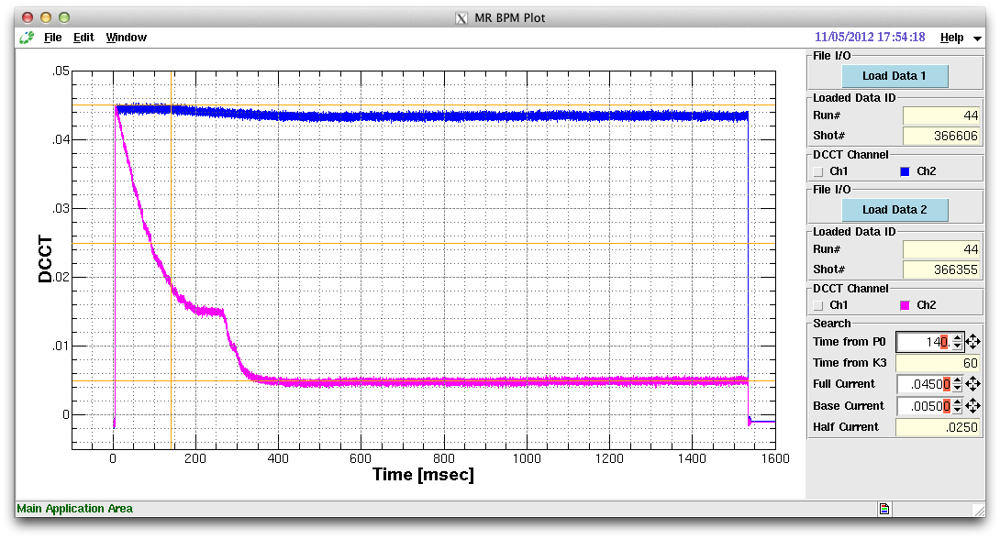 MR BPM Plot
File Edit Window 11/05/2012 17:54:18 Help
.05
.04
.03
.02
.01
0
DCCT
0 200 400 600 800 1000 1200 1400 1600
Time [msec]
File I/O
Load Data 1
Loaded Data ID
Run# 44
Shot# 366606
DCCT Channel
Ch1 Ch2
File I/O
Load Data 2
Loaded Data ID
Run# 44
Shot# 366355
DCCT Channel
Ch1 Ch2
Search
Time from P0 140.
Time from K3 60
Full Current .04500
Base Current .00500
Half Current .0250
Main Application Area